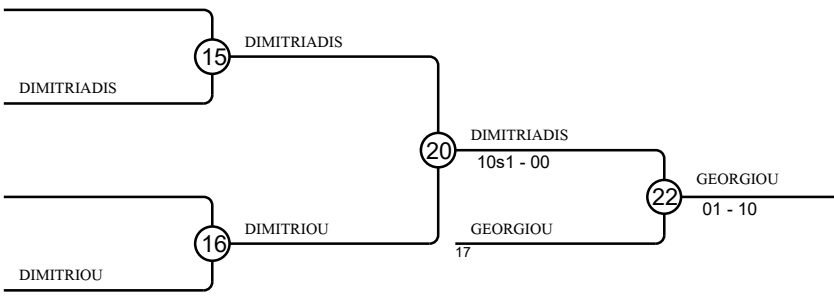 DIMITRIADIS
15
DIMITRIADIS
DIMITRIADIS
20
10s1 - 00
GEORGIOU
22
01 - 10
DIMITRIOU
GEORGIOU
16
17
DIMITRIOU